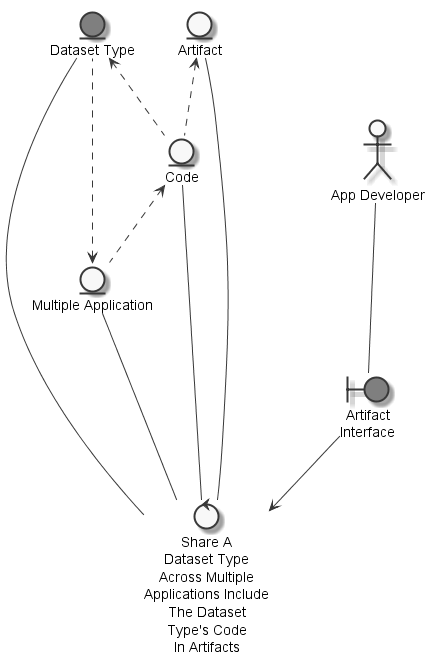 Dataset Type
Artifact
Code
App Developer
Multiple Application
Artifact
Interface
Share A
Dataset Type
Across Multiple
Applications Include
The Dataset
Type's Code
In Artifacts